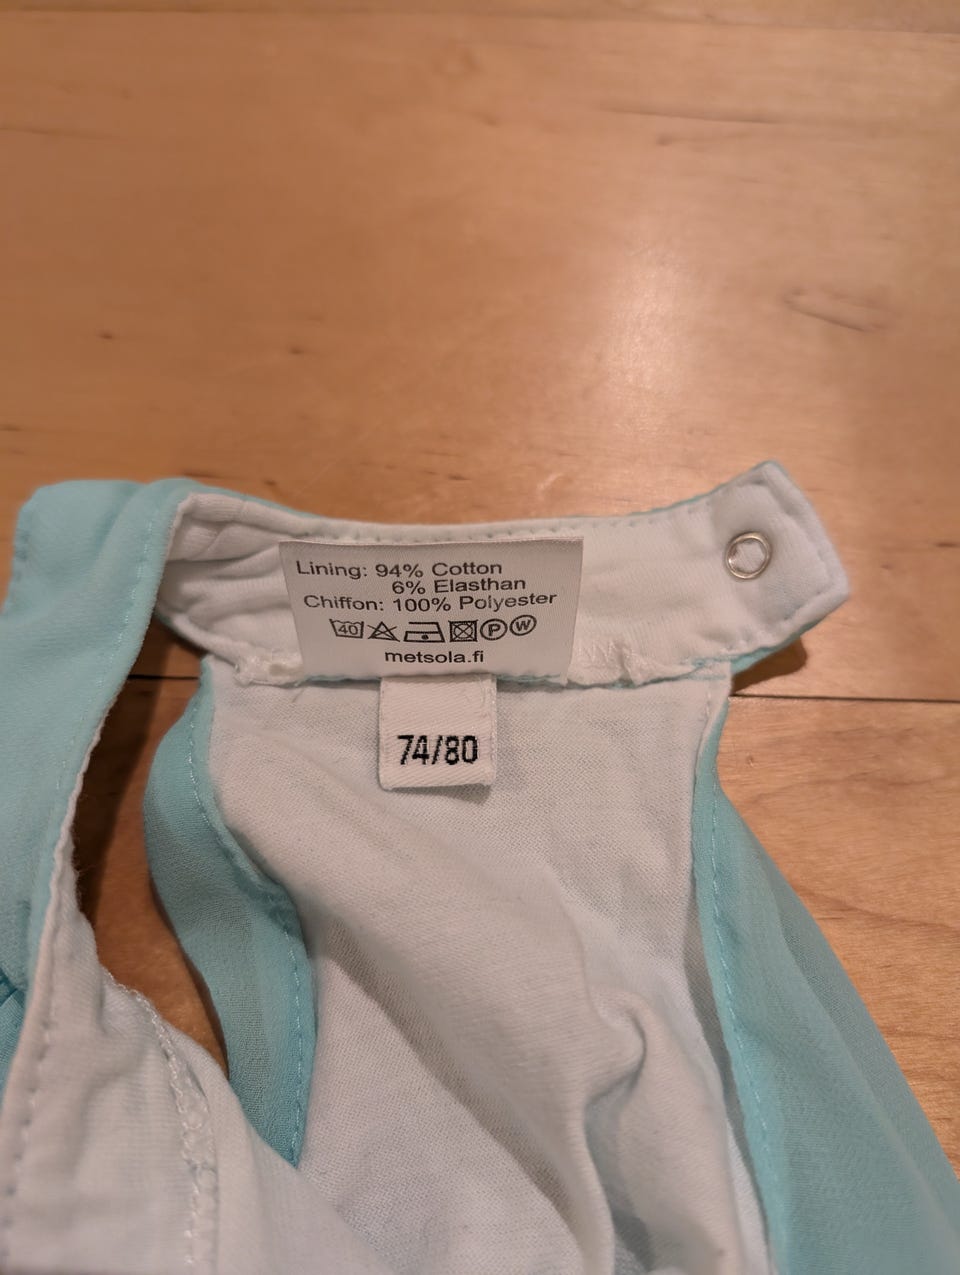 Lining: 94% Cotton
6% Elasthan
Chiffon: 100% Polyester
40 P W
metsola.fi
74/80